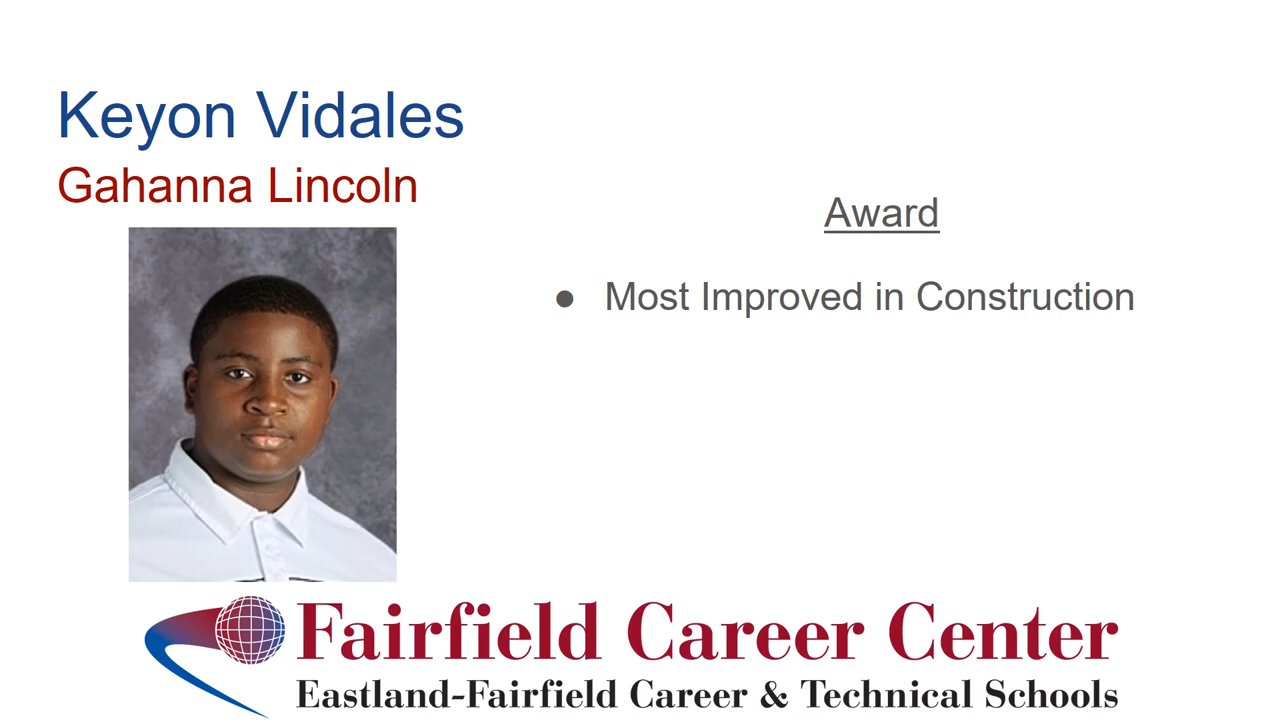 Keyon Vidales
Gahanna Lincoln
Award
● Most Improved in Construction
Fairfield Career Center
Eastland-Fairfield Career & Technical Schools